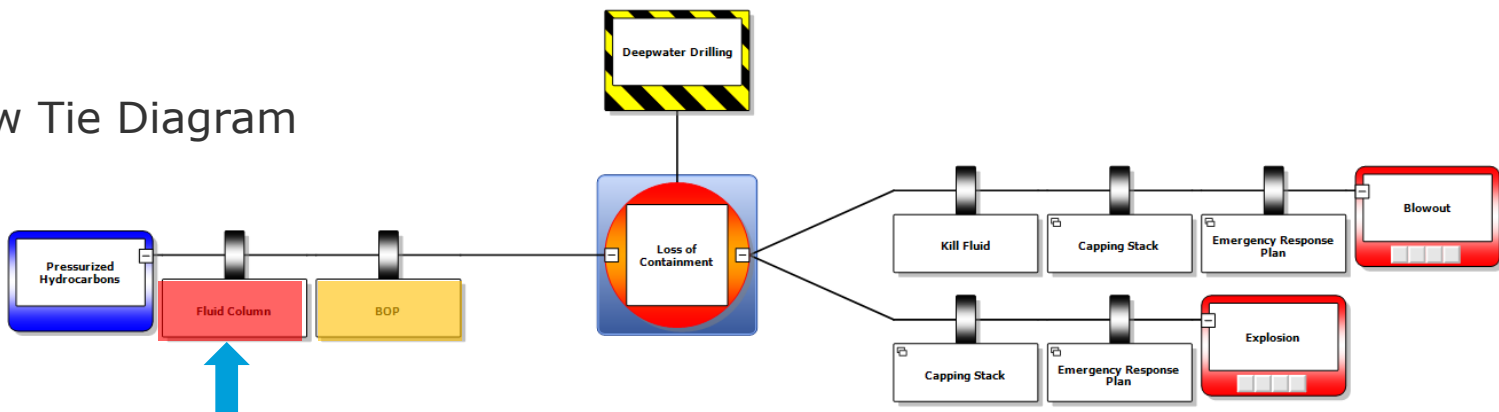 Deepwater Drilling
w Tie Diagram
Pressurized
Hydrocarbons
Fluid Column
BOP
Loss of
Containment
Kill Fluid
Capping Stack
Emergency Response
Plan
Blowout
Capping Stack
Emergency Response
Plan
Explosion